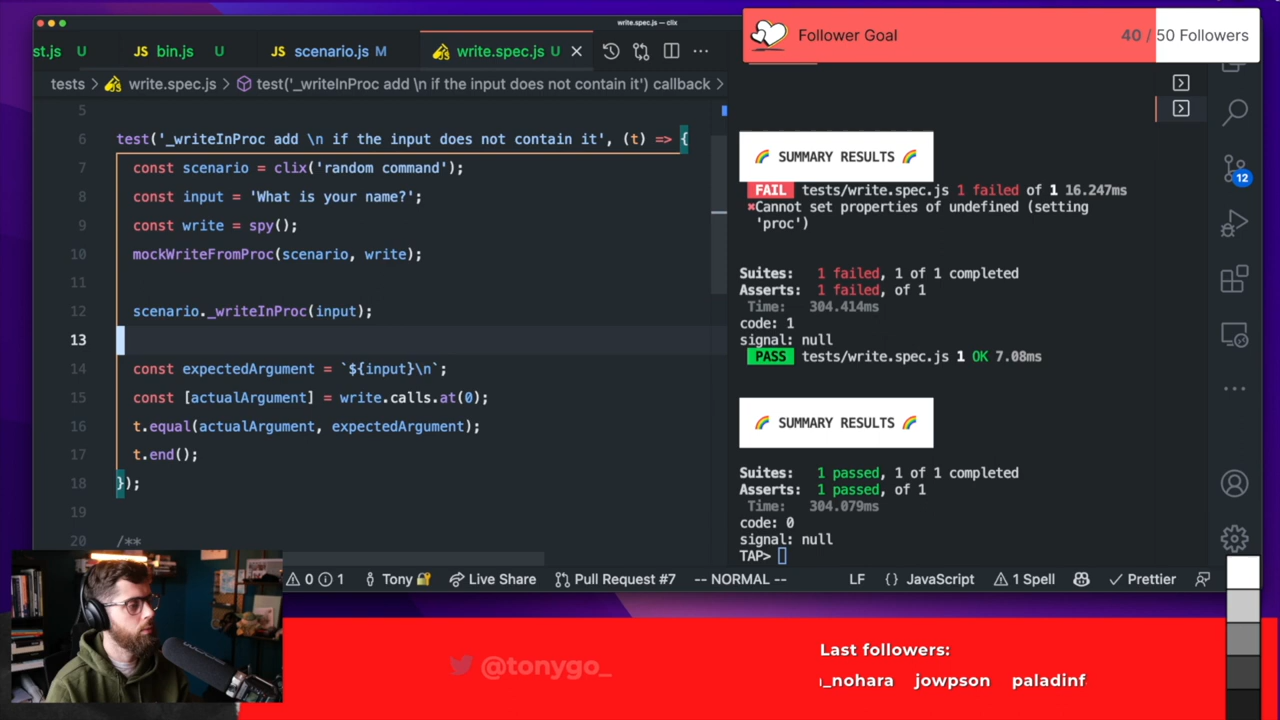 write.spec.js — clix
st.js U
JS bin.js U
JS scenario.js M
write.spec.js U
tests > write.spec.js > test('_writeInProc add \n if the input does not contain it') callback >
5
6 test('_writeInProc add \n if the input does not contain it', (t) => {
7 const scenario = clix('random command');
8 const input = 'What is your name?';
9 const write = spy();
10 mockWriteFromProc(scenario, write);
11
12 scenario._writeInProc(input);
13
14 const expectedArgument = `${input}\n`;
15 const [actualArgument] = write.calls.at(0);
16 t.equal(actualArgument, expectedArgument);
17 t.end();
18 });
19
20 /**
Follower Goal
40 / 50 Followers
🌈 SUMMARY RESULTS 🌈
FAIL tests/write.spec.js 1 failed of 1 16.247ms
✖Cannot set properties of undefined (setting
'proc')
Suites: 1 failed, 1 of 1 completed
Asserts: 1 failed, of 1
Time: 304.414ms
code: 1
signal: null
PASS tests/write.spec.js 1 OK 7.08ms
🌈 SUMMARY RESULTS 🌈
Suites: 1 passed, 1 of 1 completed
Asserts: 1 passed, of 1
Time: 304.079ms
code: 0
signal: null
TAP>
12
0 1 Tony🔐 Live Share Pull Request #7 -- NORMAL -- LF {} JavaScript 1 Spell Prettier
@tonygo_
Last followers:
_nohara jowpson paladinf